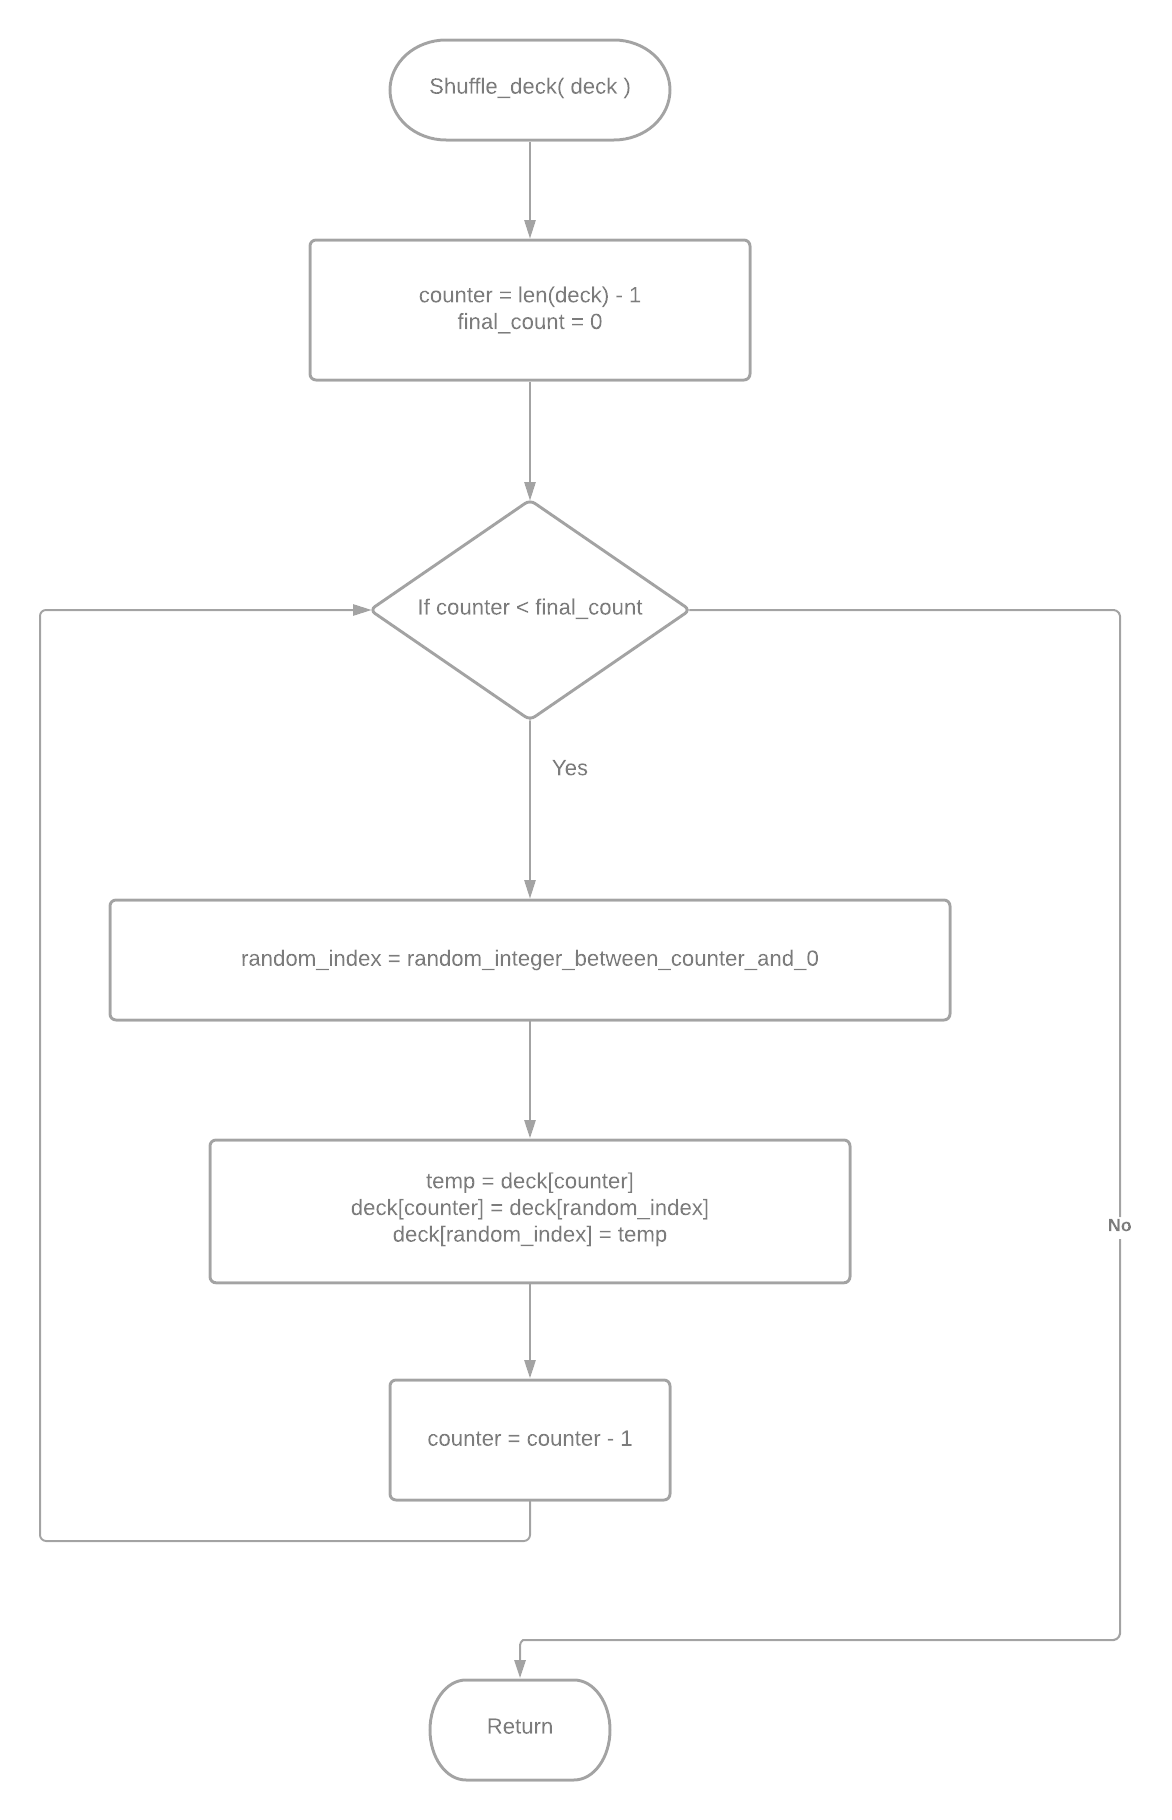 Shuffle_deck( deck )
counter = len(deck) - 1
final_count = 0
If counter < final_count
Yes
random_index = random_integer_between_counter_and_0
temp = deck[counter]
deck[counter] = deck[random_index]
deck[random_index] = temp
No
counter = counter - 1
Return